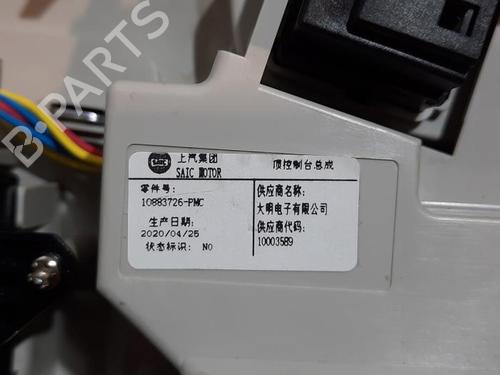 B-PARTS
SAIC
上汽集团
SAIC MOTOR
顶控制台总成
零件号:
10883726-PMC
生产日期:
2020/04/25
状态标识: NO
供应商名称:
大明电子有限公司
供应商代码:
10003589